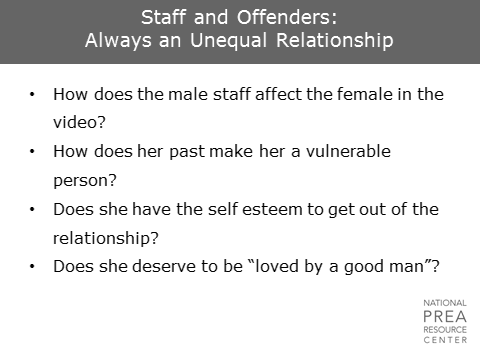 Staff and Offenders:
Always an Unequal Relationship
• How does the male staff affect the female in the
video?
• How does her past make her a vulnerable
person?
• Does she have the self esteem to get out of the
relationship?
• Does she deserve to be “loved by a good man”?
NATIONAL
PREA
RESOURCE
CENTER